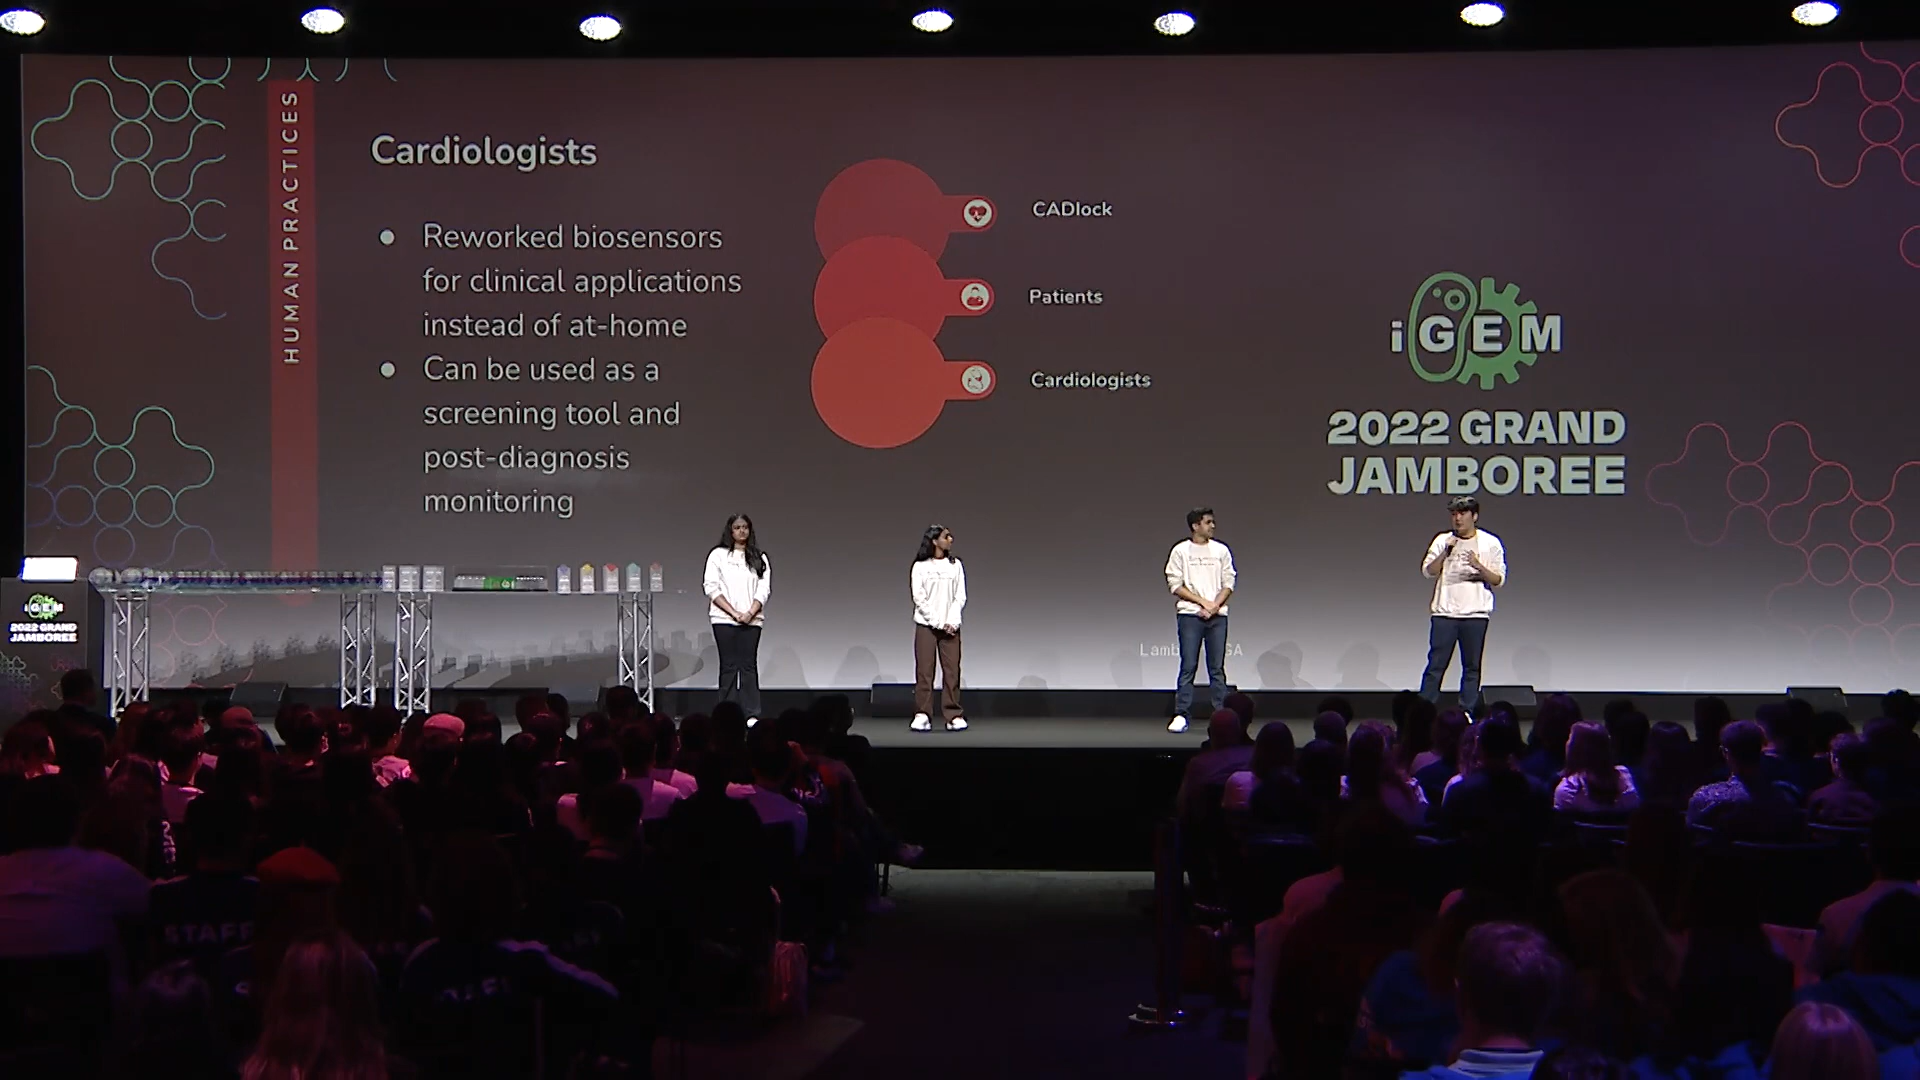 HUMAN PRACTICES
Cardiologists
● Reworked biosensors
for clinical applications
instead of at-home
● Can be used as a
screening tool and
post-diagnosis
monitoring
CADlock
Patients
Cardiologists
iGEM
2022 GRAND
JAMBOREE
iGEM
2022 GRAND
JAMBOREE
STAFF